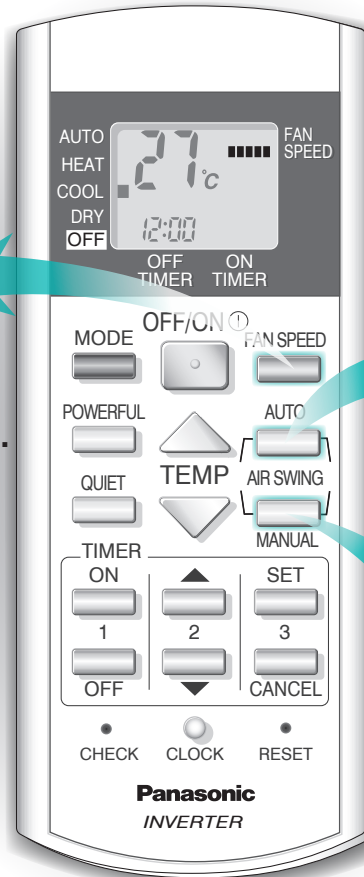 AUTO
HEAT
COOL
DRY
OFF
27°C
12:00
FAN
SPEED
OFF
TIMER
ON
TIMER
OFF/ON
MODE
FAN SPEED
POWERFUL
AUTO
QUIET
TEMP
AIR SWING
MANUAL
TIMER
ON
SET
1
2
3
OFF
CANCEL
CHECK
CLOCK
RESET
Panasonic
INVERTER